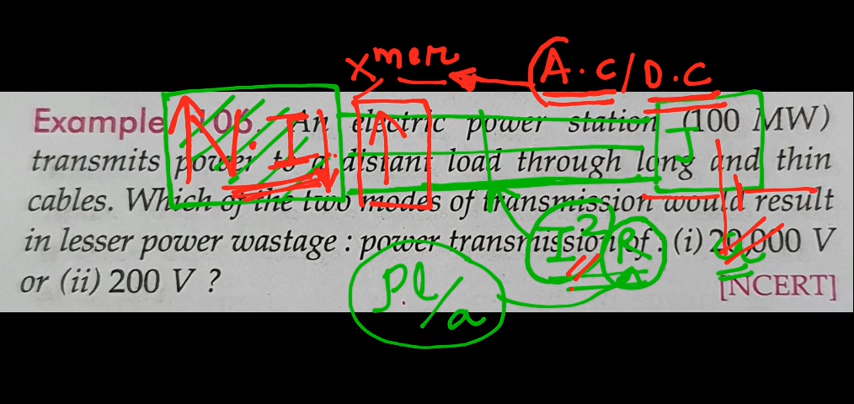 xmer ← A.C/D.C
Example 106. An electric power station (100 MW)
transmits power to a distant load through long and thin
cables. Which of the two modes of transmission would result
in lesser power wastage : power transmission of : (i) 20,000 V
or (ii) 200 V ?
[NCERT]
I²R
ρl/a